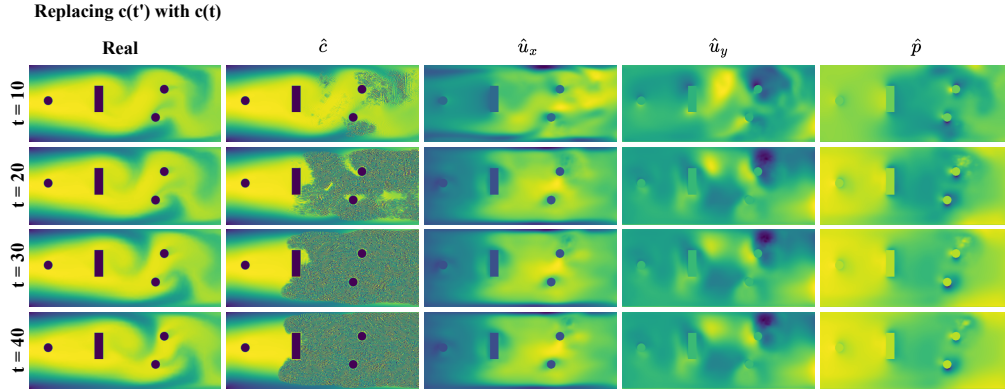 Replacing c(t') with c(t)
Real ĉ û_x û_y p̂
t = 10
t = 20
t = 30
t = 40